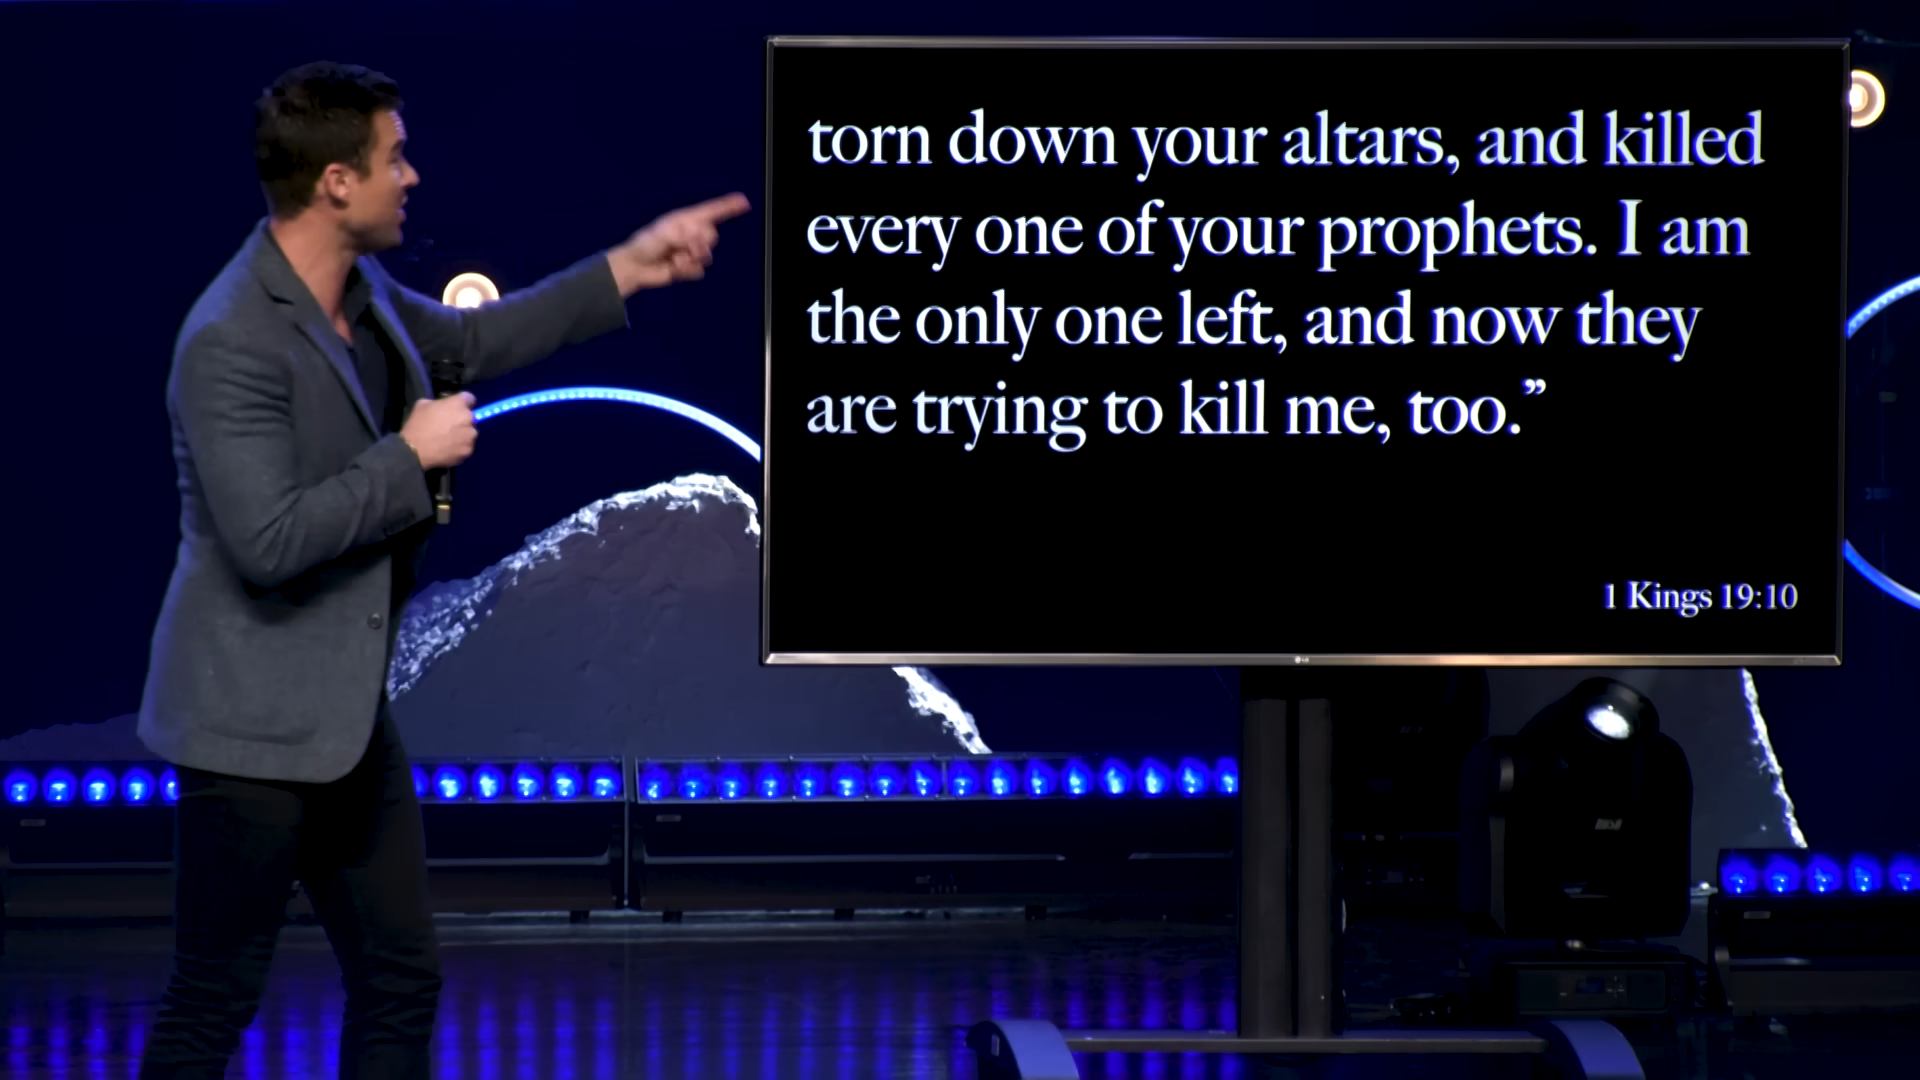 torn down your altars, and killed
every one of your prophets. I am
the only one left, and now they
are trying to kill me, too.”
1 Kings 19:10